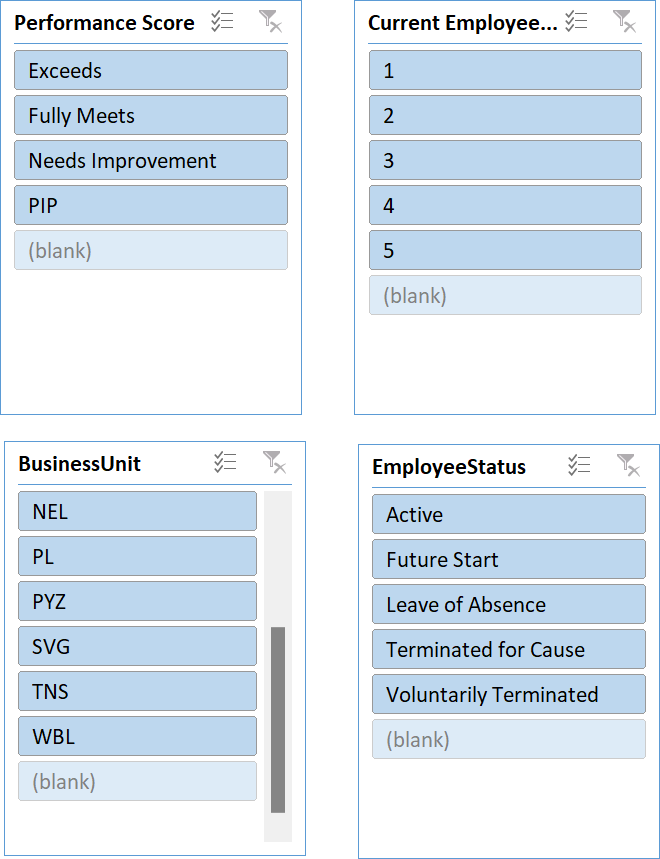 Performance Score
Exceeds
Fully Meets
Needs Improvement
PIP
(blank)
Current Employee...
1
2
3
4
5
(blank)
BusinessUnit
NEL
PL
PYZ
SVG
TNS
WBL
(blank)
EmployeeStatus
Active
Future Start
Leave of Absence
Terminated for Cause
Voluntarily Terminated
(blank)